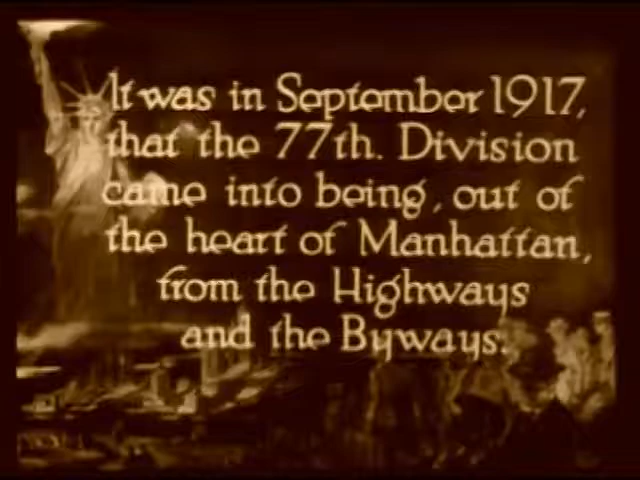 It was in September 1917,
that the 77th. Division
came into being, out of
the heart of Manhattan,
from the Highways
and the Byways.